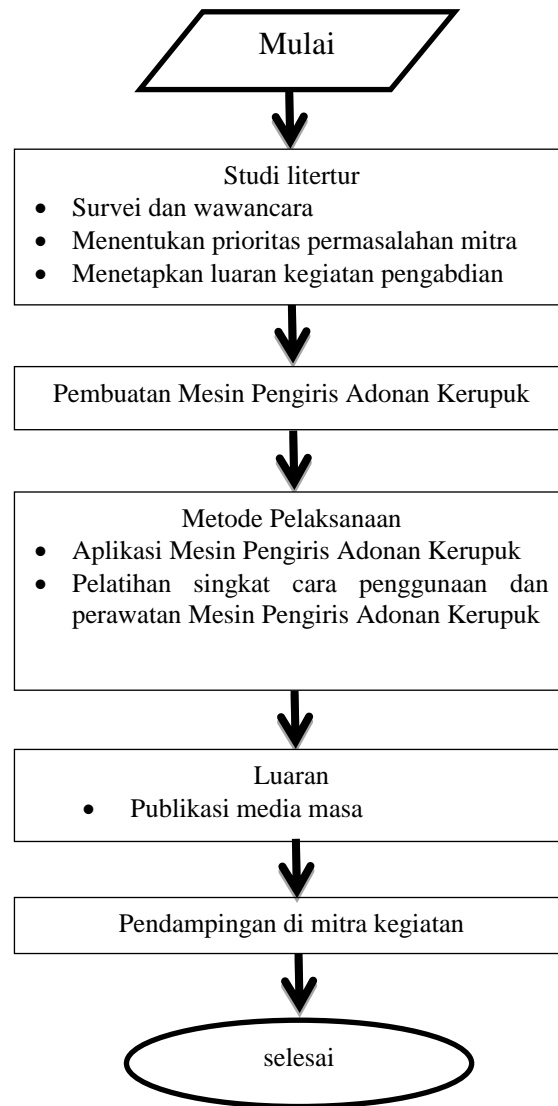 Mulai
Studi litertur
• Survei dan wawancara
• Menentukan prioritas permasalahan mitra
• Menetapkan luaran kegiatan pengabdian
Pembuatan Mesin Pengiris Adonan Kerupuk
Metode Pelaksanaan
• Aplikasi Mesin Pengiris Adonan Kerupuk
• Pelatihan singkat cara penggunaan dan
perawatan Mesin Pengiris Adonan Kerupuk
Luaran
• Publikasi media masa
Pendampingan di mitra kegiatan
selesai